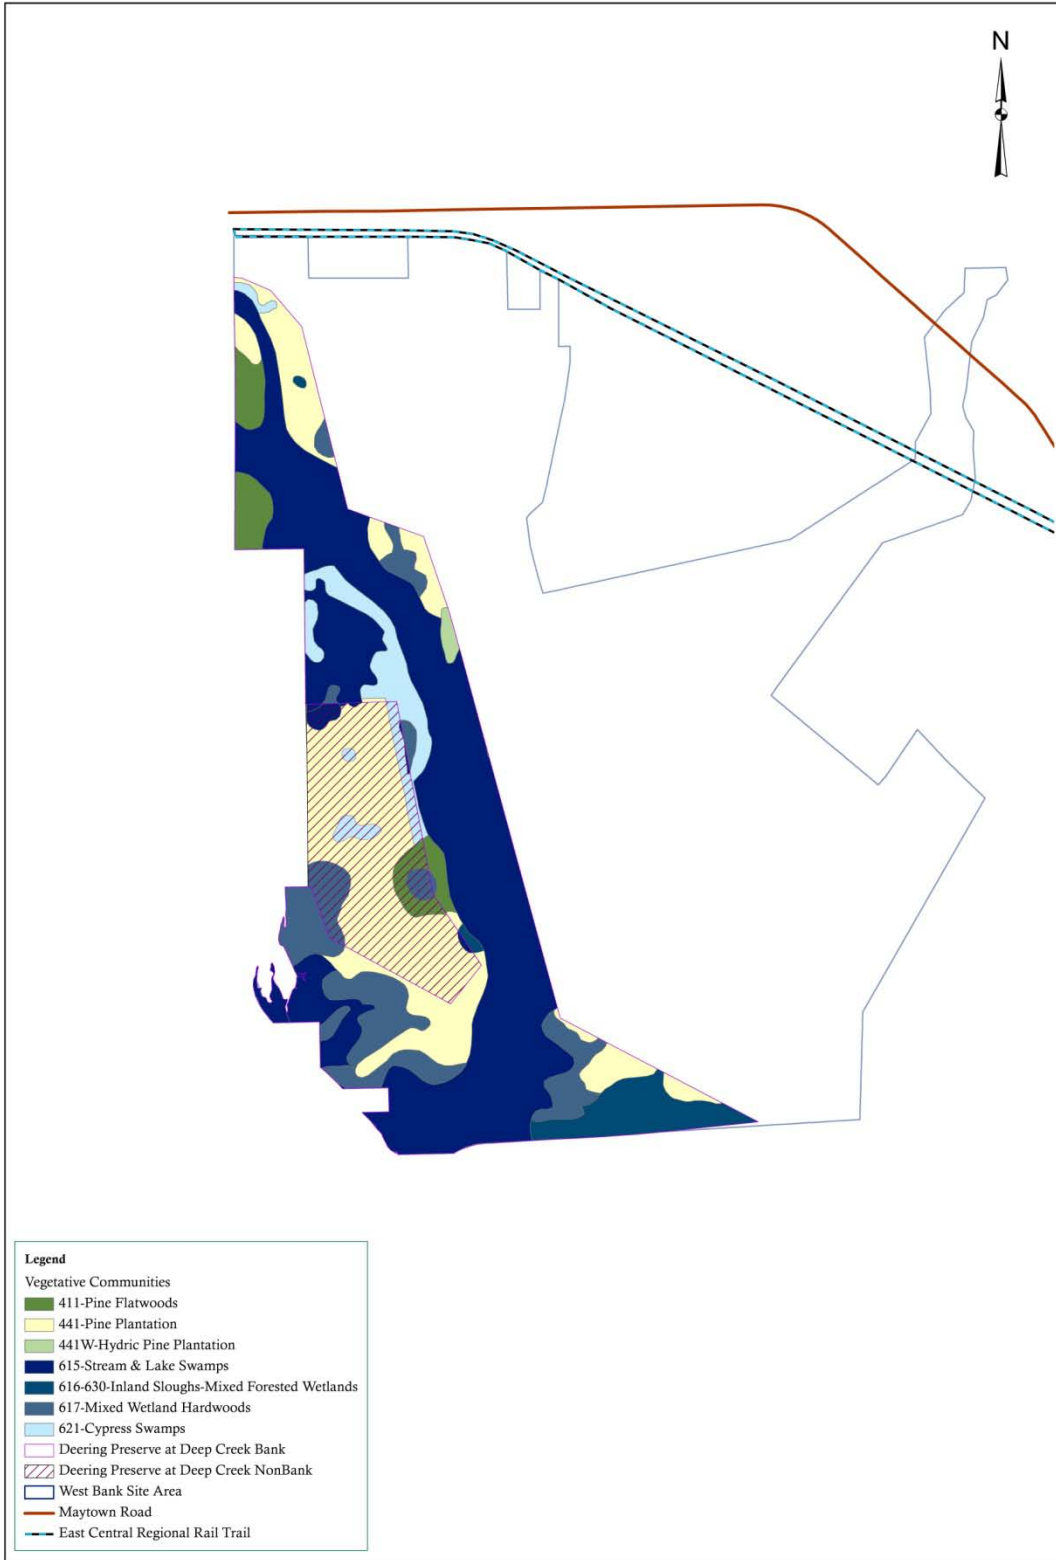 N
Legend
Vegetative Communities
411-Pine Flatwoods
441-Pine Plantation
441W-Hydric Pine Plantation
615-Stream & Lake Swamps
616-630-Inland Sloughs-Mixed Forested Wetlands
617-Mixed Wetland Hardwoods
621-Cypress Swamps
Deering Preserve at Deep Creek Bank
Deering Preserve at Deep Creek NonBank
West Bank Site Area
Maytown Road
East Central Regional Rail Trail